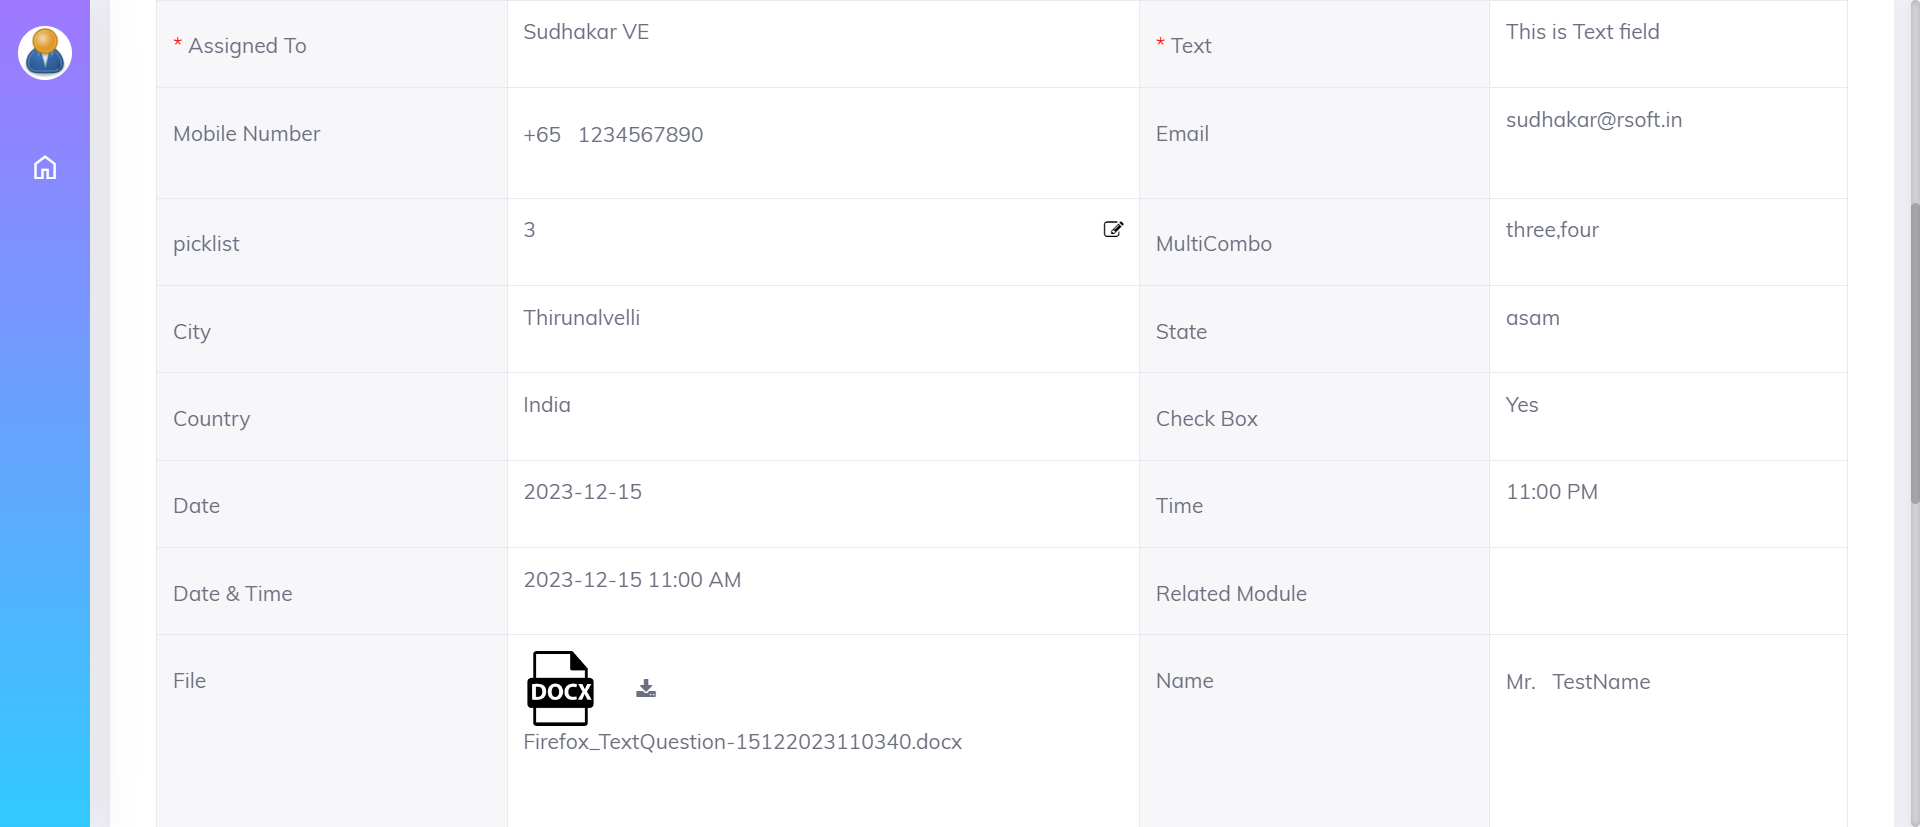 * Assigned To
Sudhakar VE
* Text
This is Text field
Mobile Number
+65 1234567890
Email
sudhakar@rsoft.in
picklist
3
MultiCombo
three,four
City
Thirunalvelli
State
asam
Country
India
Check Box
Yes
Date
2023-12-15
Time
11:00 PM
Date & Time
2023-12-15 11:00 AM
Related Module
File
DOCX
Firefox_TextQuestion-15122023110340.docx
Name
Mr. TestName